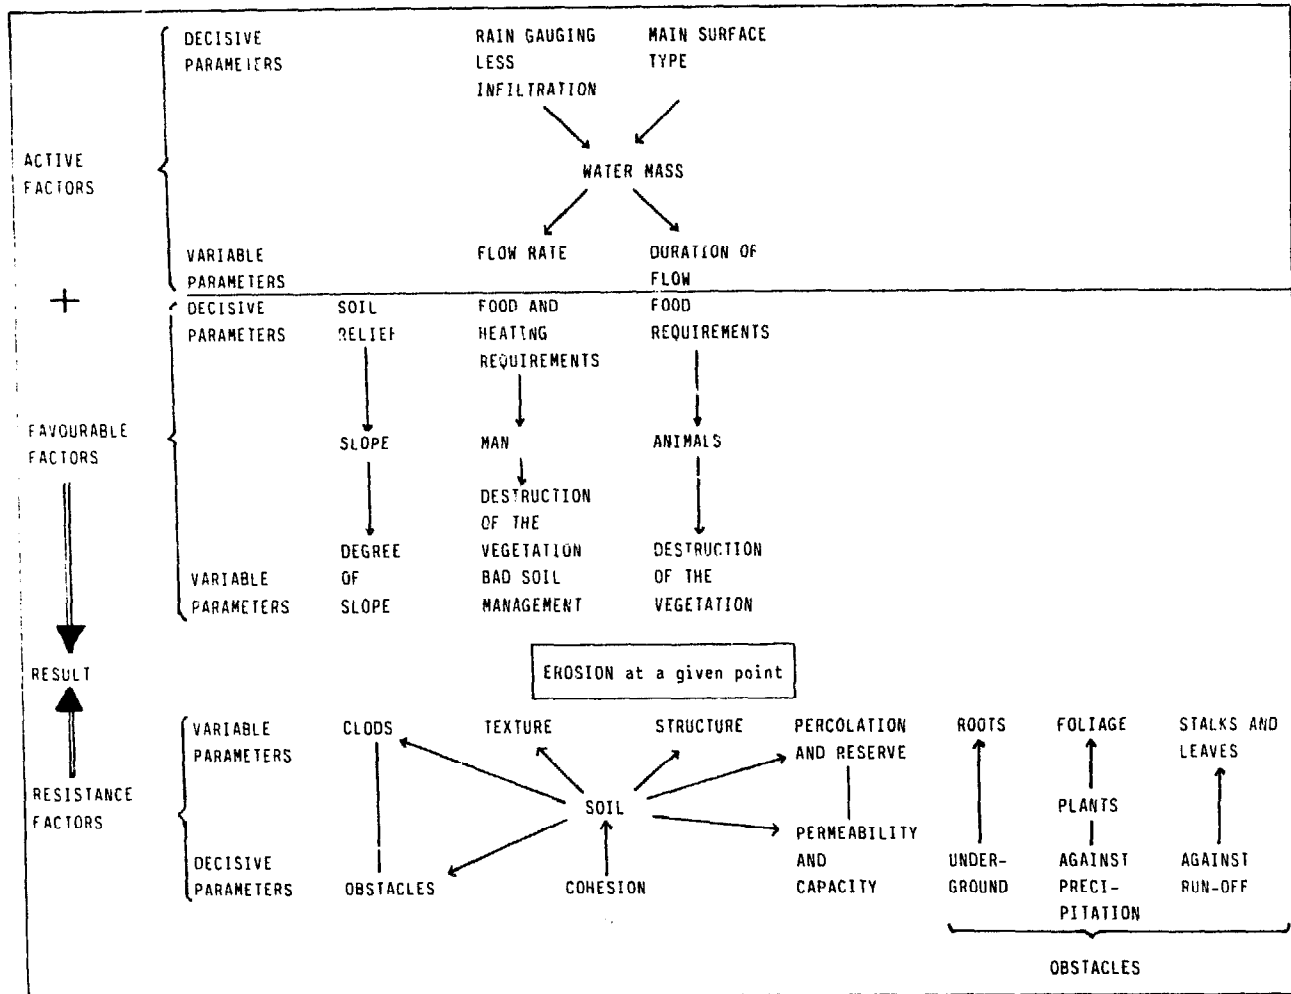 DECISIVE
PARAMETERS
RAIN GAUGING
LESS
INFILTRATION
MAIN SURFACE
TYPE
ACTIVE
FACTORS
WATER MASS
VARIABLE
PARAMETERS
FLOW RATE
DURATION OF
FLOW
+
DECISIVE
PARAMETERS
SOIL
RELIEF
FOOD AND
HEATING
REQUIREMENTS
FOOD
REQUIREMENTS
FAVOURABLE
FACTORS
SLOPE
MAN
ANIMALS
VARIABLE
PARAMETERS
DEGREE
OF
SLOPE
DESTRUCTION
OF THE
VEGETATION
BAD SOIL
MANAGEMENT
DESTRUCTION
OF THE
VEGETATION
RESULT
EROSION at a given point
VARIABLE
PARAMETERS
CLODS
TEXTURE
STRUCTURE
PERCOLATION
AND RESERVE
ROOTS
FOLIAGE
STALKS AND
LEAVES
RESISTANCE
FACTORS
SOIL
PLANTS
DECISIVE
PARAMETERS
OBSTACLES
COHESION
PERMEABILITY
AND
CAPACITY
UNDER-
GROUND
AGAINST
PRECI-
PITATION
AGAINST
RUN-OFF
OBSTACLES